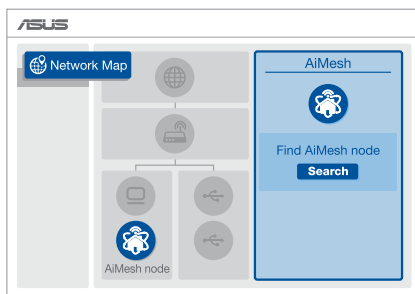 ASUS
Network Map
AiMesh
Find AiMesh node
Search
AiMesh node